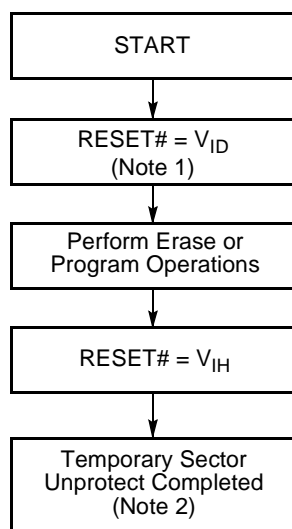 START
RESET# = VID
(Note 1)
Perform Erase or
Program Operations
RESET# = VIH
Temporary Sector
Unprotect Completed
(Note 2)